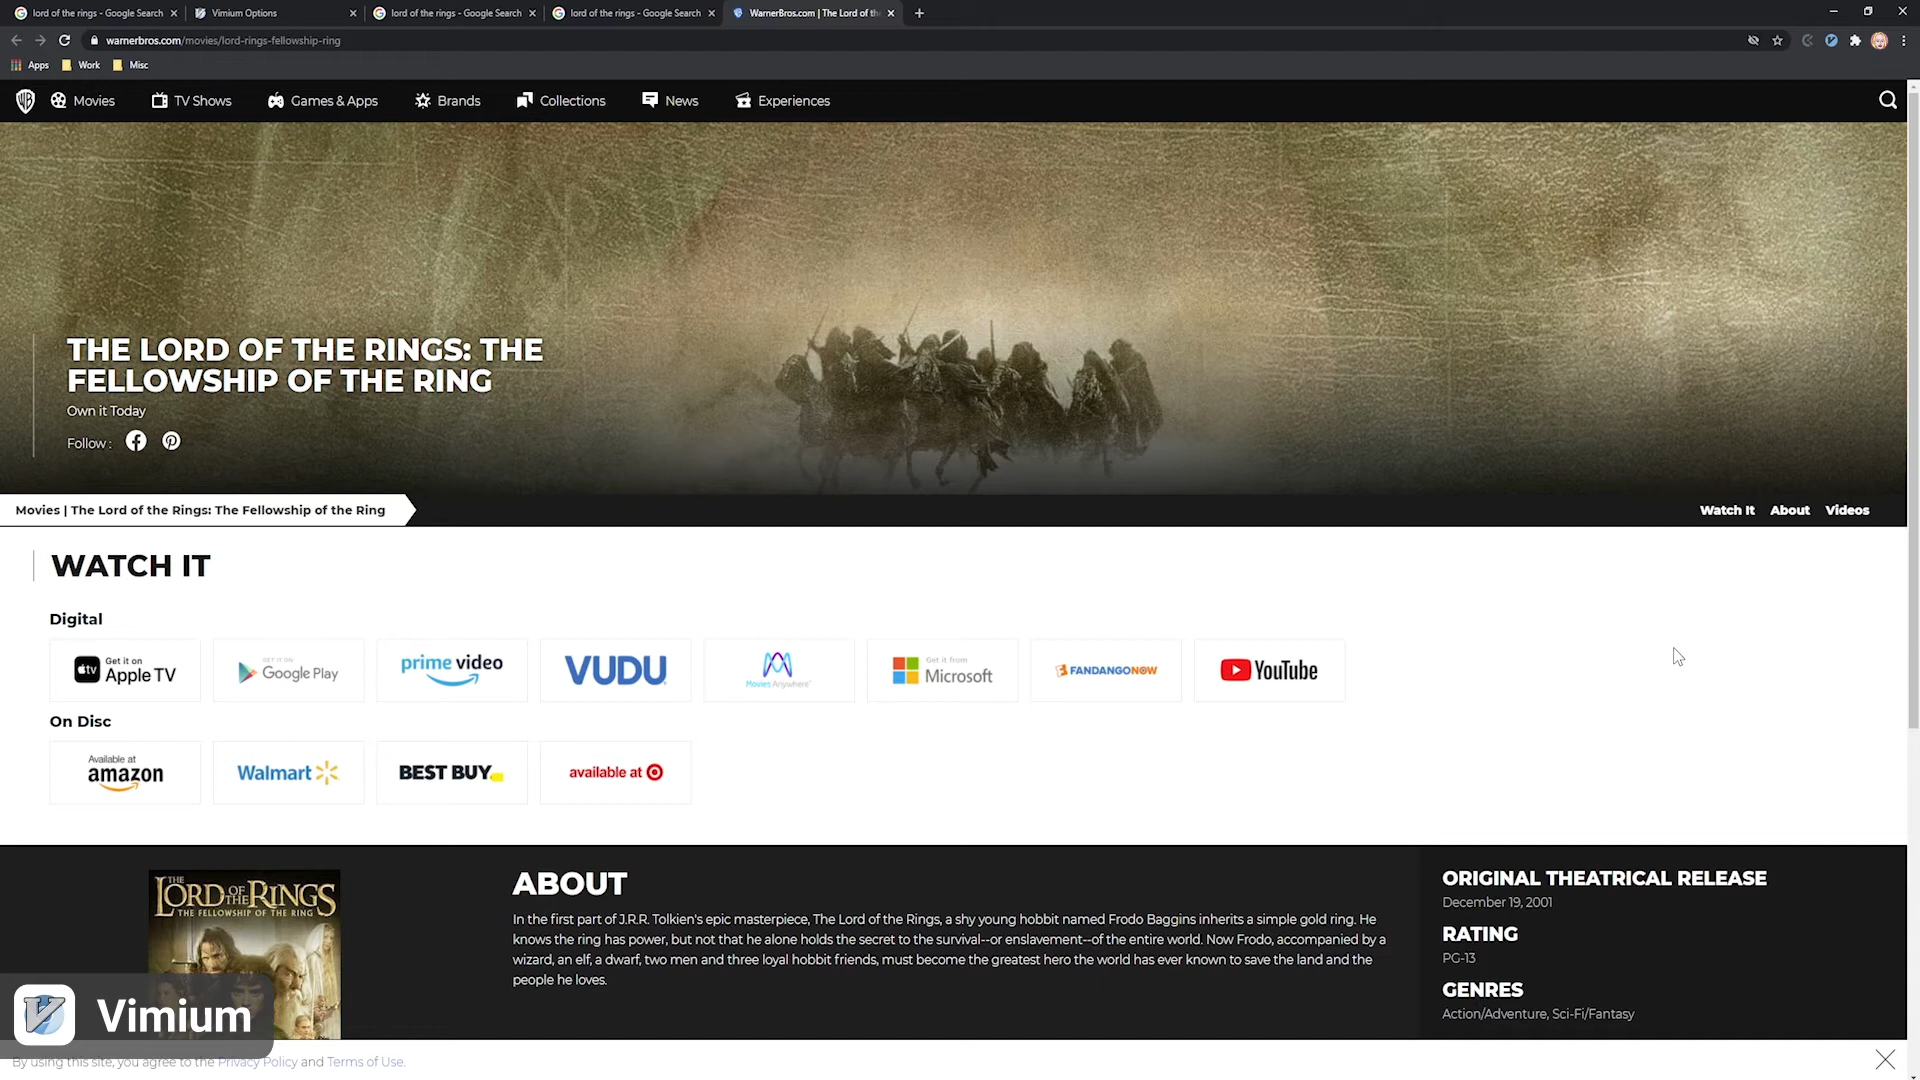 lord of the rings - Google Search
Vimium Options
lord of the rings - Google Search
lord of the rings - Google Search
WarnerBros.com | The Lord of th
warnerbros.com/movies/lord-rings-fellowship-ring
Apps
Work
Misc
Movies
TV Shows
Games & Apps
Brands
Collections
News
Experiences
THE LORD OF THE RINGS: THE
FELLOWSHIP OF THE RING
Own it Today
Follow :
Movies | The Lord of the Rings: The Fellowship of the Ring
Watch It
About
Videos
WATCH IT
Digital
Get it on
tv Apple TV
GET IT ON
Google Play
prime video
VUDU
Movies Anywhere
Get it from
Microsoft
FANDANGONOW
YouTube
On Disc
Available at
amazon
Walmart
BEST BUY
available at
THE
LORD OF THE RINGS
THE FELLOWSHIP OF THE RING
ABOUT
In the first part of J.R.R. Tolkien's epic masterpiece, The Lord of the Rings, a shy young hobbit named Frodo Baggins inherits a simple gold ring. He
knows the ring has power, but not that he alone holds the secret to the survival--or enslavement--of the entire world. Now Frodo, accompanied by a
wizard, an elf, a dwarf, two men and three loyal hobbit friends, must become the greatest hero the world has ever known to save the land and the
people he loves.
ORIGINAL THEATRICAL RELEASE
December 19, 2001
RATING
PG-13
GENRES
Action/Adventure, Sci-Fi/Fantasy
Vimium
By using this site, you agree to the Privacy Policy and Terms of Use.